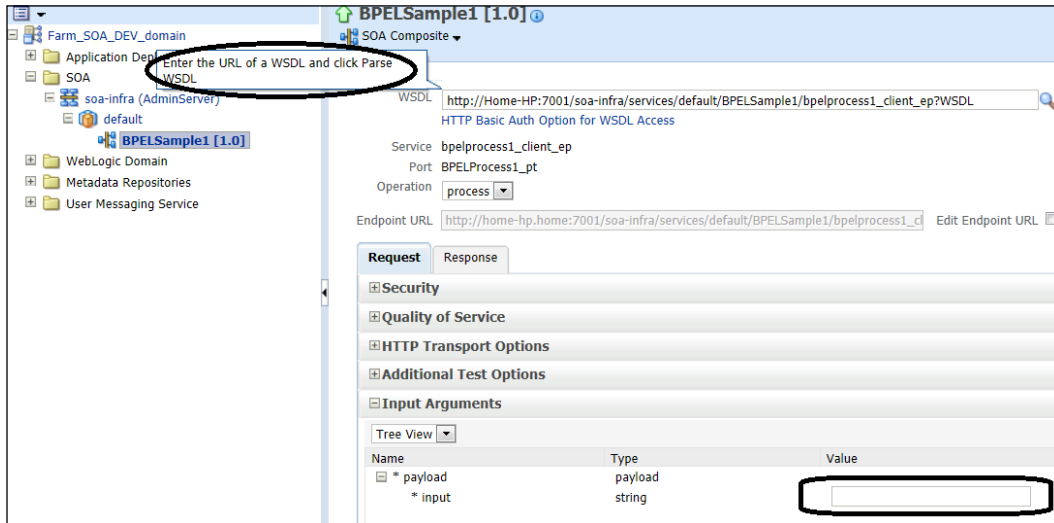 BPELSample1 [1.0]
Farm_SOA_DEV_domain
SOA Composite
Application Dep
Enter the URL of a WSDL and click Parse
WSDL
SOA
soa-infra (AdminServer)
default
BPELSample1 [1.0]
WebLogic Domain
Metadata Repositories
User Messaging Service
WSDL http://Home-HP:7001/soa-infra/services/default/BPELSample1/bpelprocess1_client_ep?WSDL
HTTP Basic Auth Option for WSDL Access
Service bpelprocess1_client_ep
Port BPELProcess1_pt
Operation process
Endpoint URL http://home-hp.home:7001/soa-infra/services/default/BPELSample1/bpelprocess1_cl Edit Endpoint URL
Request Response
Security
Quality of Service
HTTP Transport Options
Additional Test Options
Input Arguments
Tree View
Name Type Value
* payload payload
* input string